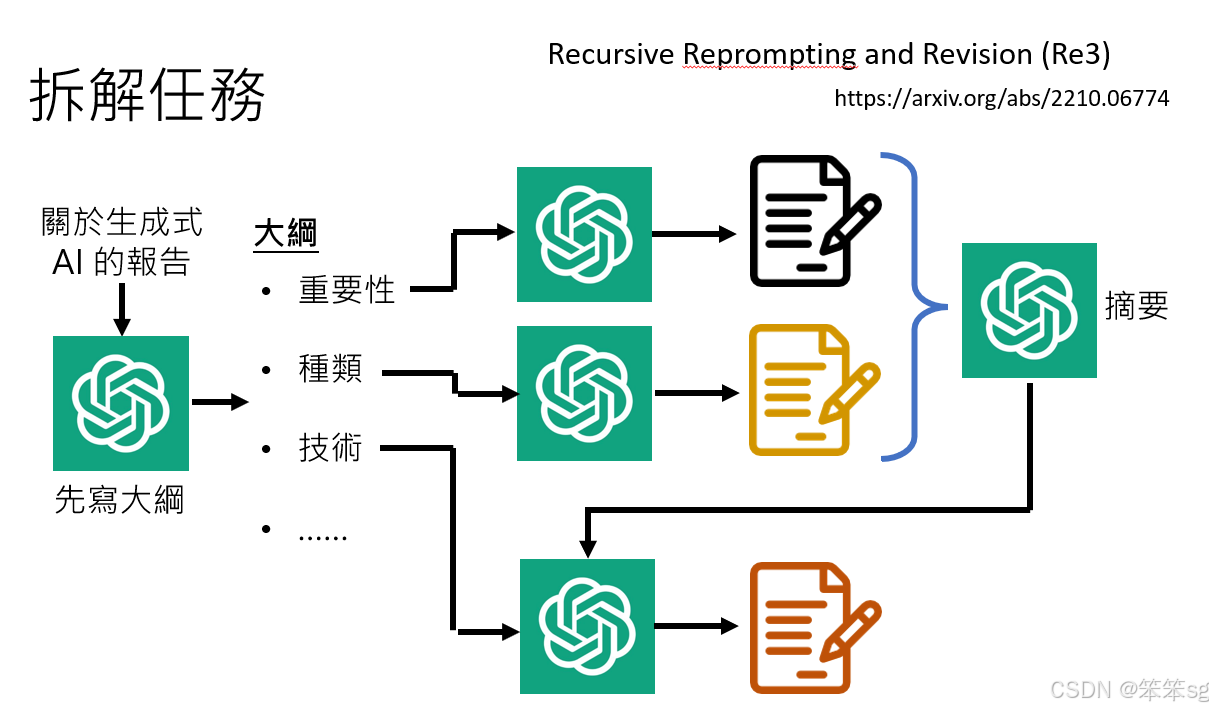 Recursive Reprompting and Revision (Re3)
https://arxiv.org/abs/2210.06774
拆解任務
關於生成式
AI 的報告
先寫大綱
大綱
• 重要性
• 種類
• 技術
• ......
摘要
CSDN @笨笨sg